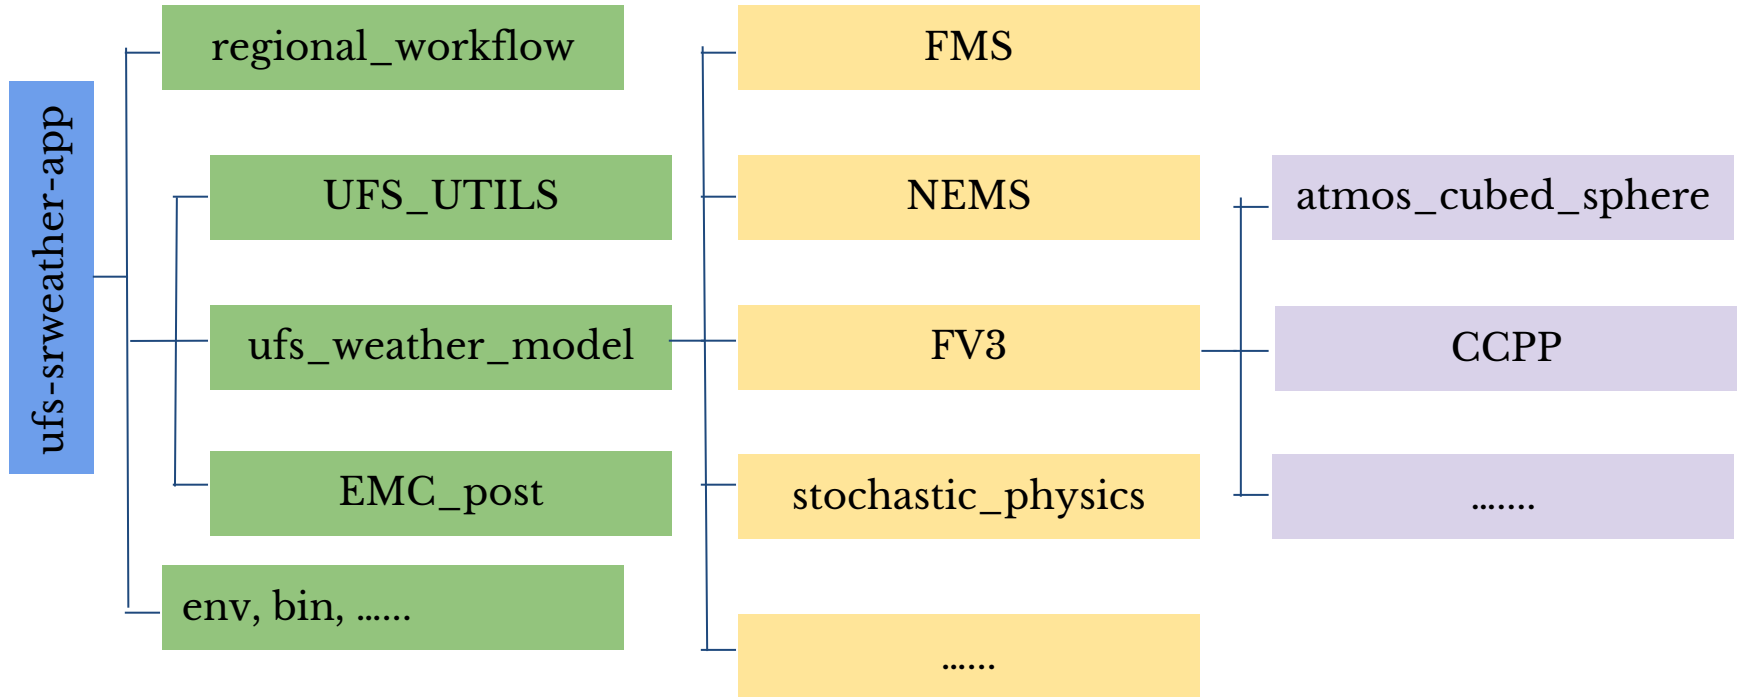 ufs-srweather-app
regional_workflow
UFS_UTILS
ufs_weather_model
EMC_post
env, bin, ......
FMS
NEMS
FV3
stochastic_physics
......
atmos_cubed_sphere
CCPP
.......